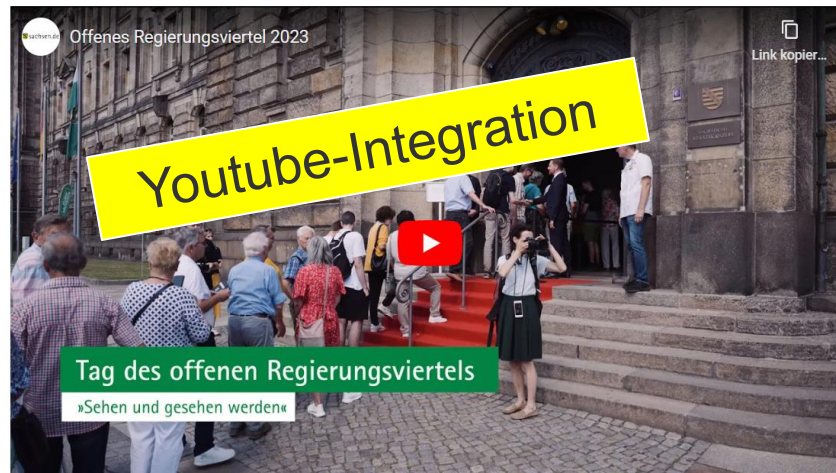 sachsen.de
Offenes Regierungsviertel 2023
Link kopier...
Youtube-Integration
Tag des offenen Regierungsviertels
»Sehen und gesehen werden«